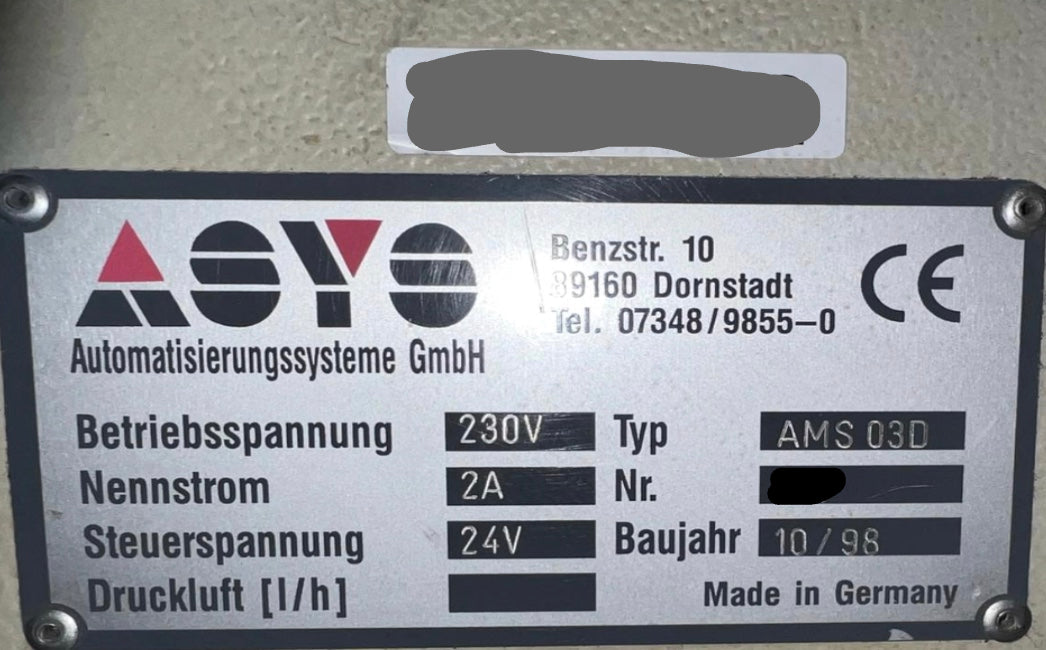 ASYS
Automatisierungssysteme GmbH
Benzstr. 10
89160 Dornstadt
Tel. 07348/9855-0
CE
Betriebsspannung 230V Typ AMS 03D
Nennstrom 2A Nr.
Steuerspannung 24V Baujahr 10/98
Druckluft [l/h]
Made in Germany